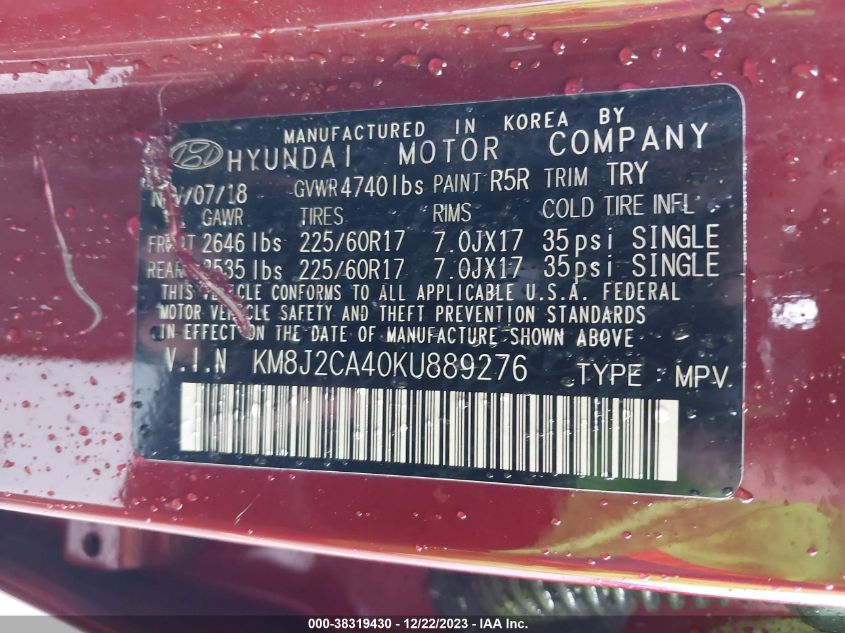 MANUFACTURED IN KOREA BY
HYUNDAI MOTOR COMPANY
/07/18 GVWR 4740lbs PAINT R5R TRIM TRY
GAWR TIRES RIMS COLD TIRE INFL
2646 lbs 225/60R17 7.0JX17 35psi SINGLE
REAR 225/60R17 7.0JX17 35psi SINGLE
THIS CONFORMS TO ALL APPLICABLE U.S.A. FEDERAL
MOTOR VEHICLE SAFETY AND THEFT PREVENTION STANDARDS
IN EFFECT ON THE DATE OF MANUFACTURE SHOWN ABOVE
V.I.N KM8J2CA40KU889276 TYPE : MPV
000-38319430 - 12/22/2023 - IAA Inc.